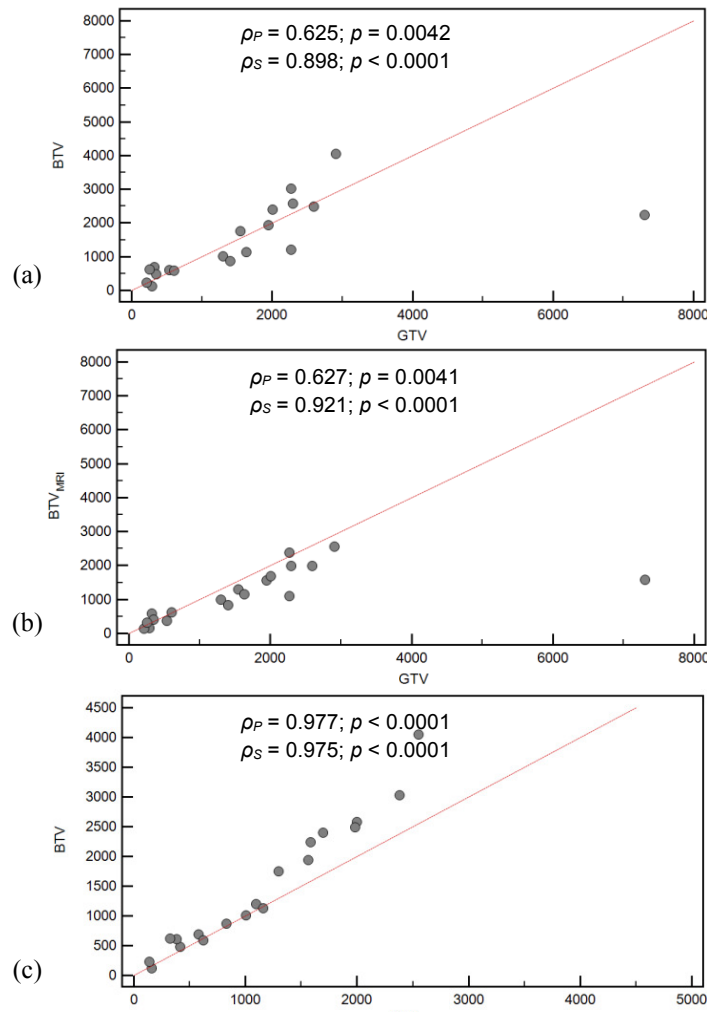 8000
7000
6000
5000
4000
3000
2000
1000
0
BTV
ρP = 0.625; p = 0.0042
ρS = 0.898; p < 0.0001
(a)
0 2000 4000 6000 8000
GTV
8000
7000
6000
5000
4000
3000
2000
1000
0
BTVMRI
ρP = 0.627; p = 0.0041
ρS = 0.921; p < 0.0001
(b)
0 2000 4000 6000 8000
GTV
4500
4000
3500
3000
2500
2000
1500
1000
500
0
BTV
ρP = 0.977; p < 0.0001
ρS = 0.975; p < 0.0001
(c)
0 1000 2000 3000 4000 5000